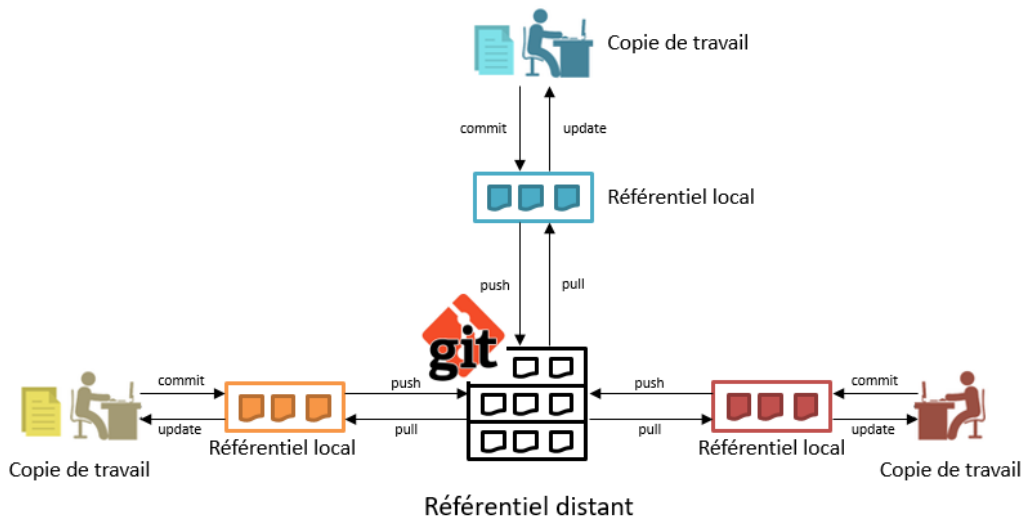 Copie de travail
commit
update
Référentiel local
push
pull
git
commit
push
push
commit
update
pull
pull
update
Référentiel local
Référentiel local
Copie de travail
Copie de travail
Référentiel distant